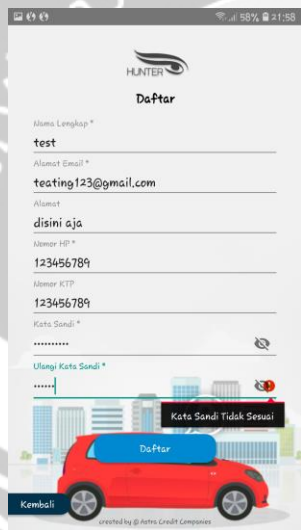 58% 21:58
HUNTER
Daftar
Nama Lengkap *
test
Alamat Email *
teating123@gmail.com
Alamat
disini aja
Nomor HP *
123456789
Nomor KTP
123456789
Kata Sandi *
Ulangi Kata Sandi *
Kata Sandi Tidak Sesuai
Daftar
Kembali
created by @ Astra Credit Companies